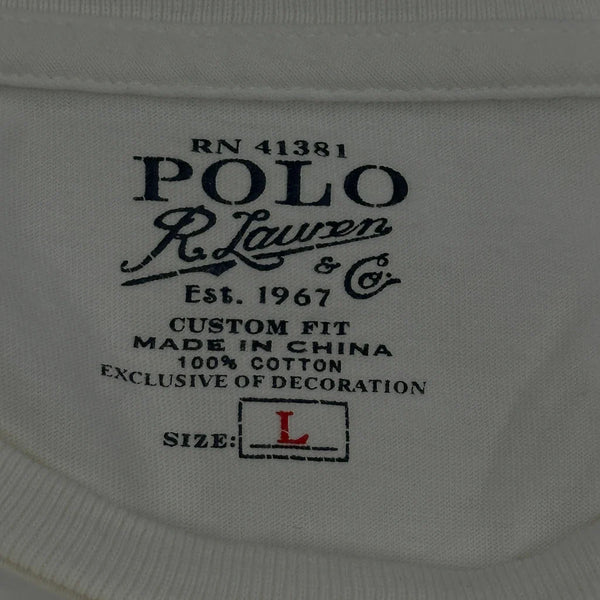 RN 41381
POLO
R. Lauren
& Co.
Est. 1967
CUSTOM FIT
MADE IN CHINA
100% COTTON
EXCLUSIVE OF DECORATION
SIZE: L